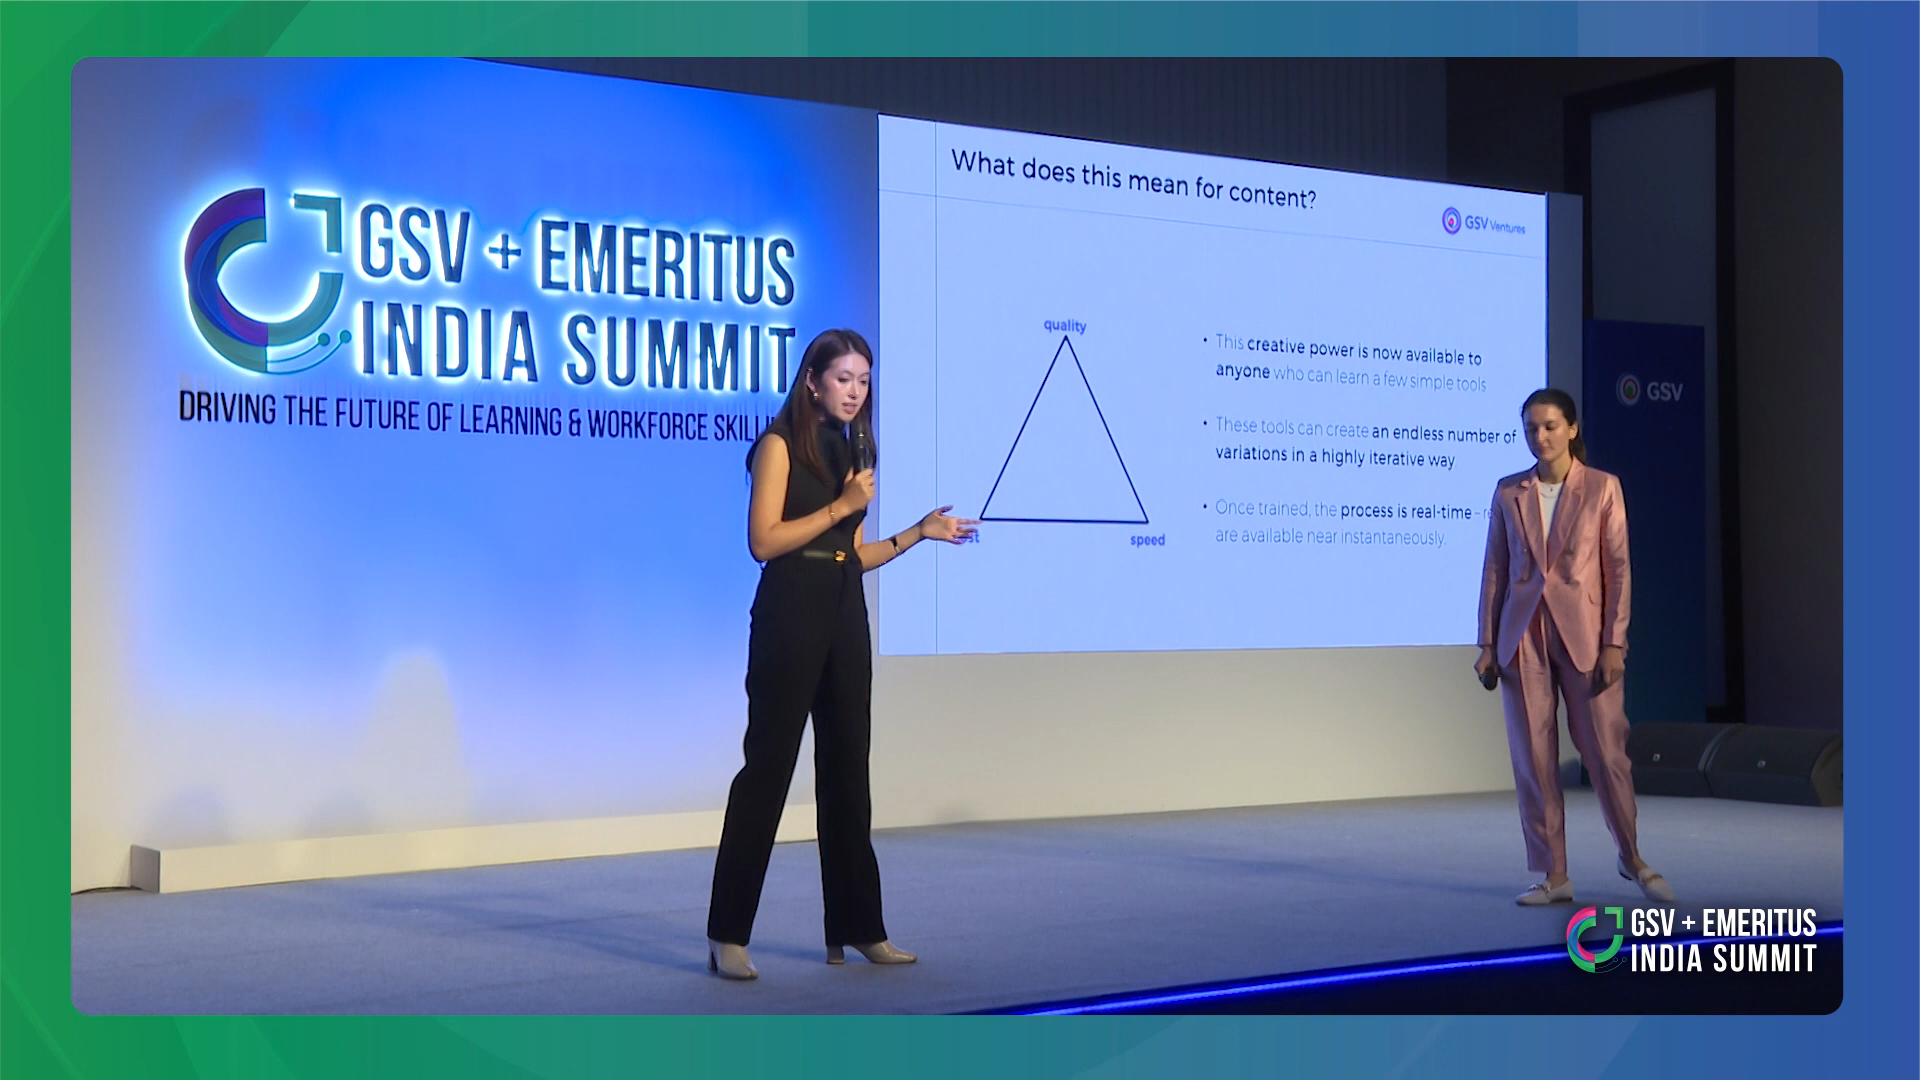 GSV + EMERITUS
INDIA SUMMIT
DRIVING THE FUTURE OF LEARNING & WORKFORCE
What does this mean for content?
GSV Ventures
quality
speed
• This creative power is now available to
anyone who can learn a few simple tools
• These tools can create an endless number of
variations in a highly iterative way
• Once trained, the process is real-time –
are available near instantaneously.
GSV
GSV + EMERITUS
INDIA SUMMIT